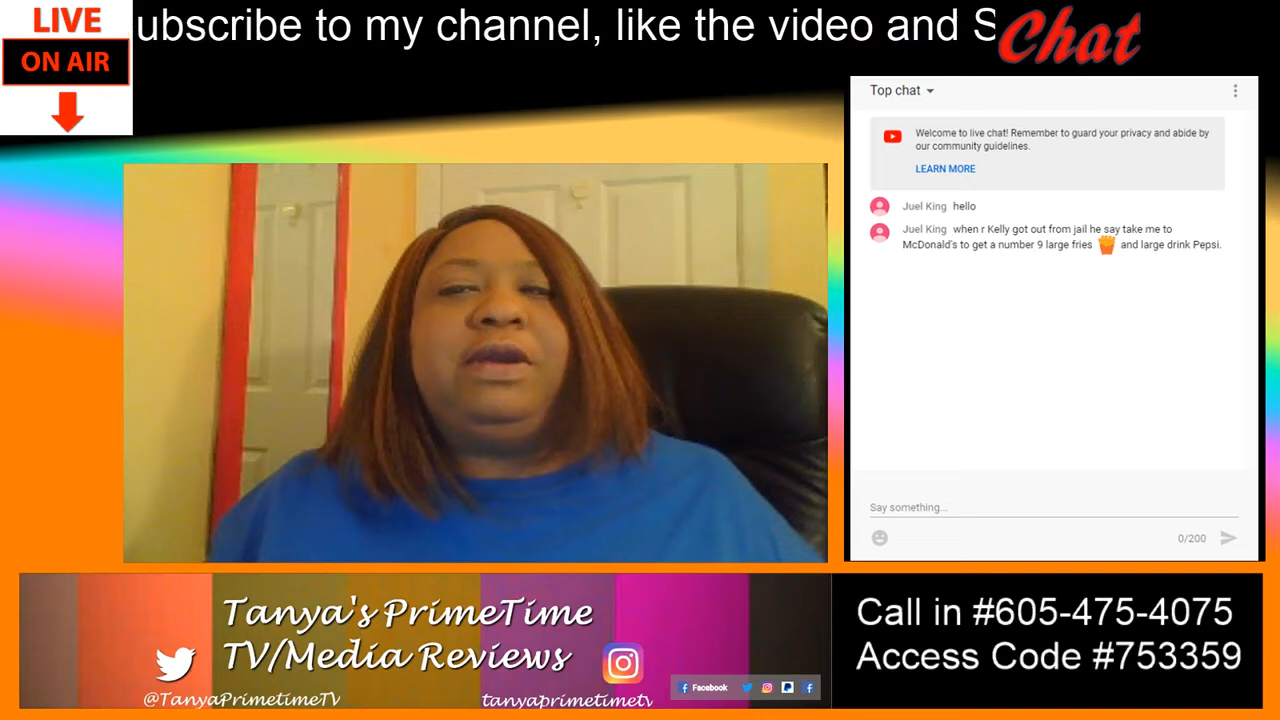 LIVE
ON AIR
ubscribe to my channel, like the video and S
Chat
Top chat
Welcome to live chat! Remember to guard your privacy and abide by
our community guidelines.
LEARN MORE
Juel King hello
Juel King when r Kelly got out from jail he say take me to
McDonald's to get a number 9 large fries 🍟 and large drink Pepsi.
Say something...
0/200
Tanya's PrimeTime
TV/Media Reviews
@TanyaPrimetimeTV
tanyaprimetimetv
Facebook
Call in #605-475-4075
Access Code #753359